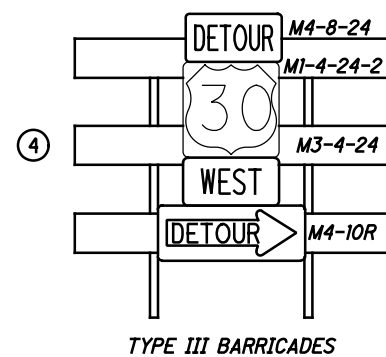 DETOUR M4-8-24
M1-4-24-2
30
4 M3-4-24
WEST
DETOUR M4-10R
TYPE III BARRICADES